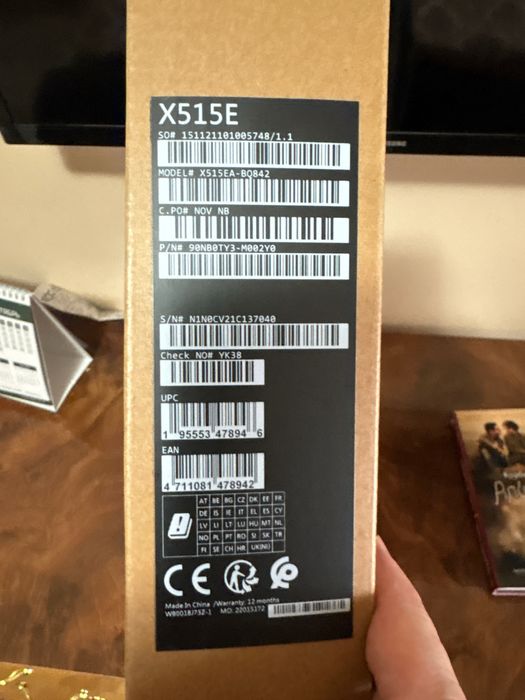 SAMSUNG
X515E
SO# 151121101005748/1.1
MODEL# X515EA-BQ842
C.PO# NOV NB
P/N# 90NB0TY3-M002Y0
S/N# N1N0CV21C137040
Check NO# YK38
UPC
1 95553 47894 6
EAN
4 711081 478942
AT BE BG CZ DK EE FR
DE IS IE IT EL ES CY
LV LI LT LU HU MT NL
NO PL PT RO SI SK TR
FI SE CH HR UK(NI)
CE
Made In China /Warranty: 12 months
MO: 22015172